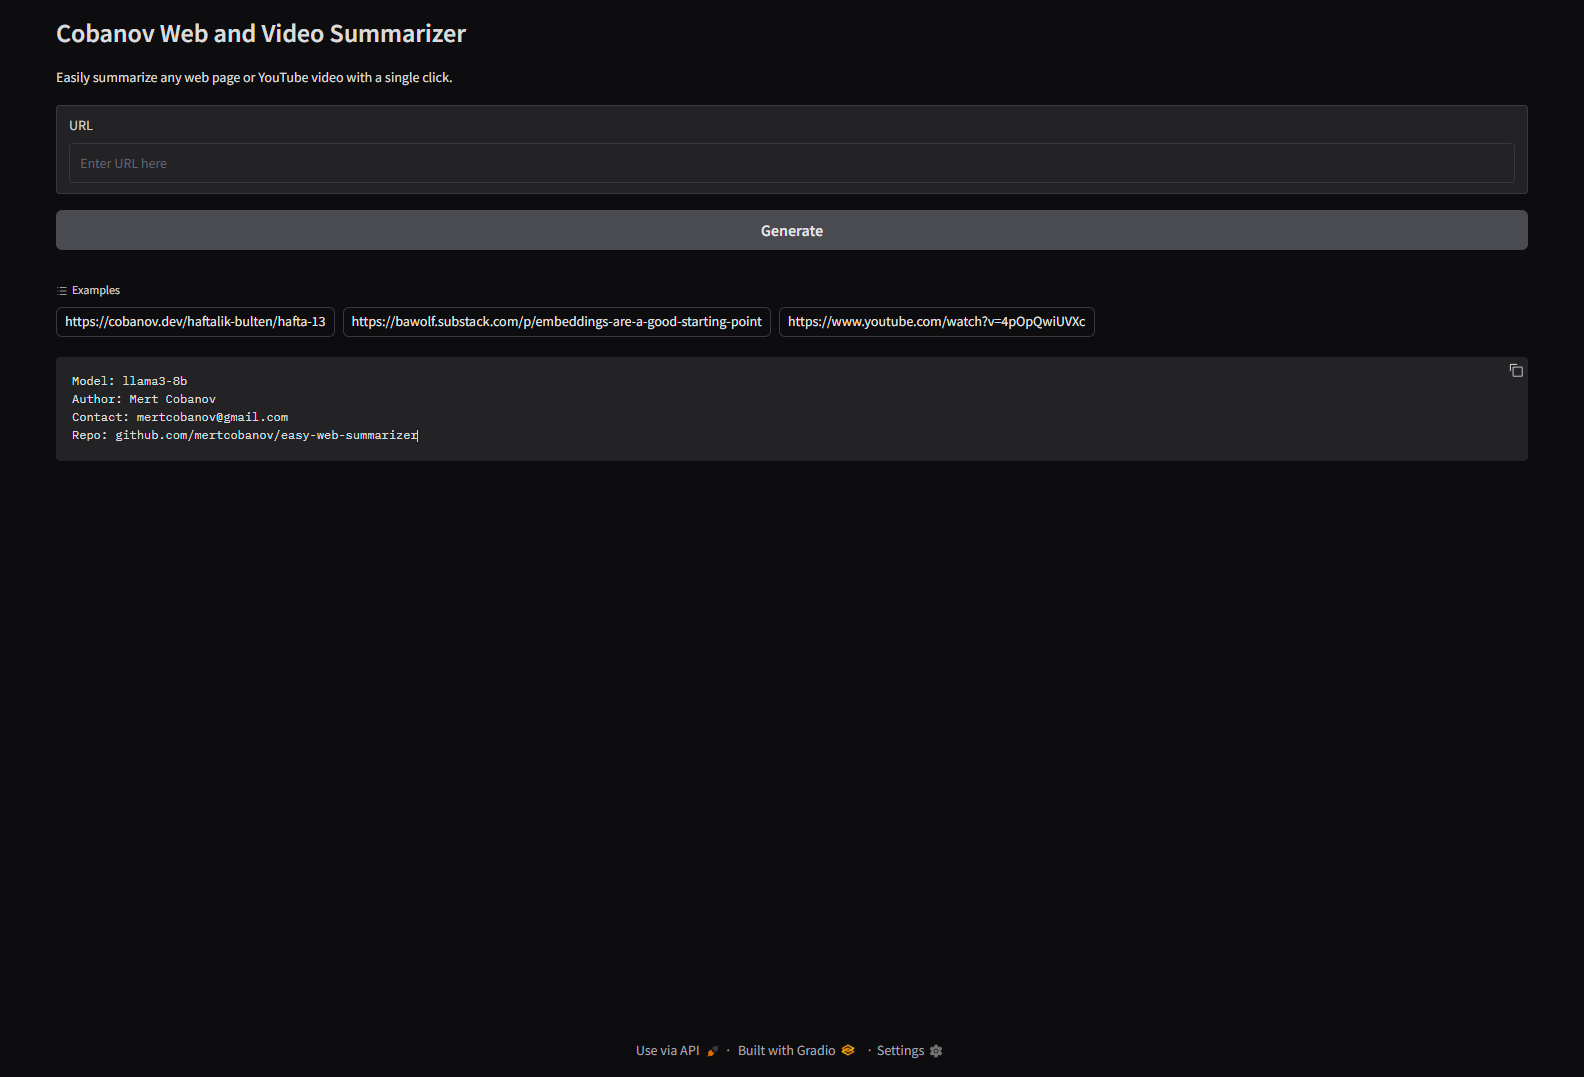 Cobanov Web and Video Summarizer
Easily summarize any web page or YouTube video with a single click.
URL
Enter URL here
Generate
Examples
https://cobanov.dev/haftalik-bulten/hafta-13 https://bawolf.substack.com/p/embeddings-are-a-good-starting-point https://www.youtube.com/watch?v=4pOpQwiUVXc
Model: llama3-8b
Author: Mert Cobanov
Contact: mertcobanov@gmail.com
Repo: github.com/mertcobanov/easy-web-summarizer
Use via API · Built with Gradio · Settings